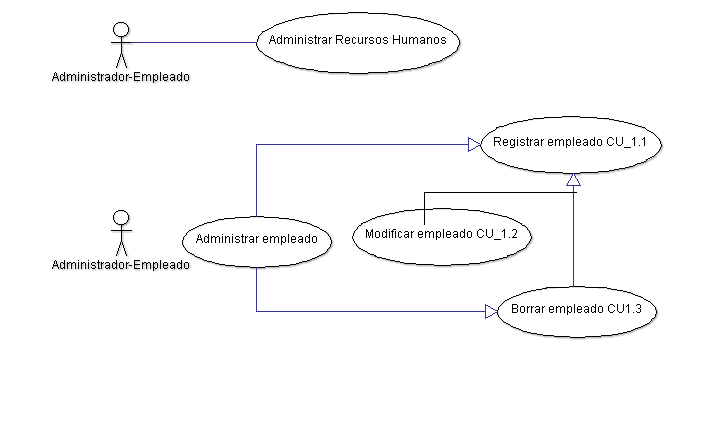 Administrar Recursos Humanos
Administrador-Empleado
Registrar empleado CU_1.1
Administrar empleado
Modificar empleado CU_1.2
Administrador-Empleado
Borrar empleado CU1.3